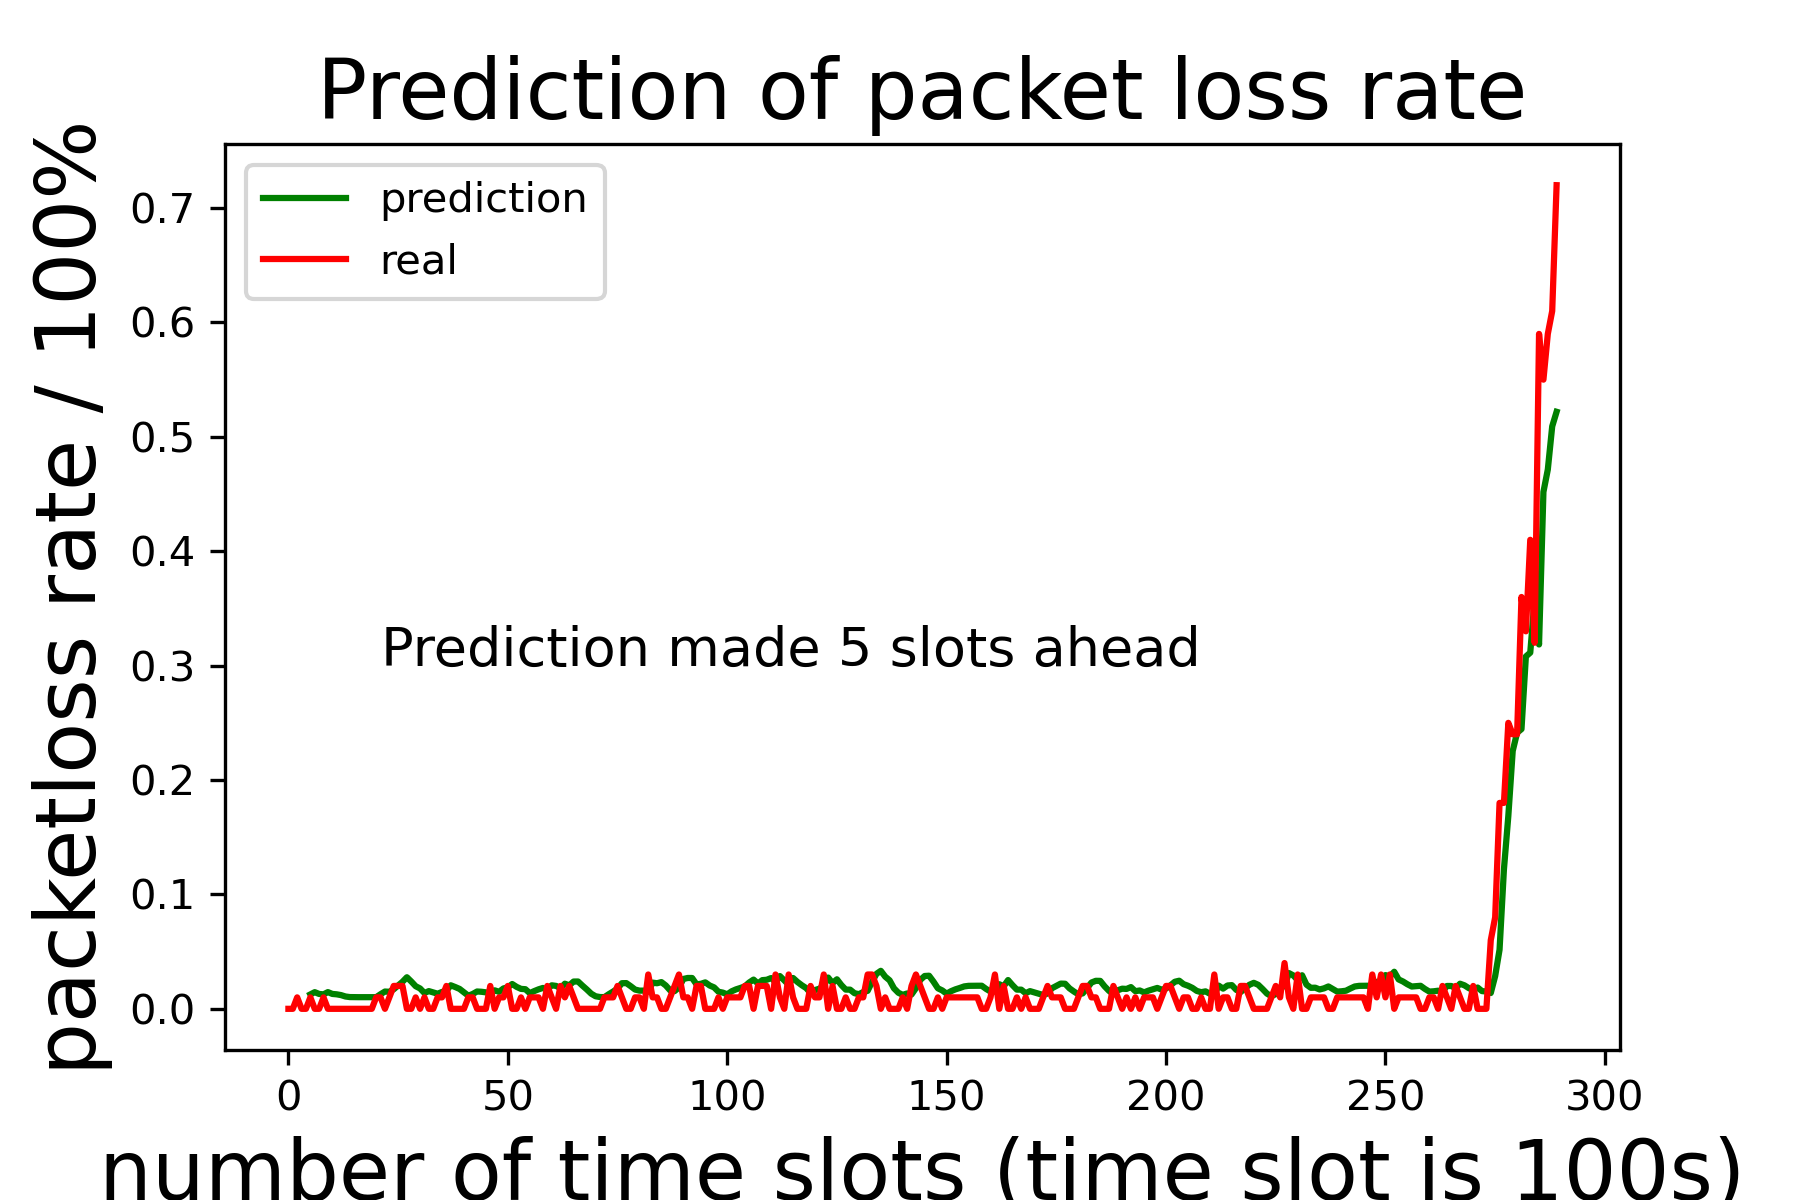 Prediction of packet loss rate
packetloss rate / 100%
0.7
0.6
0.5
0.4
0.3
0.2
0.1
0.0
prediction
real
Prediction made 5 slots ahead
0 50 100 150 200 250 300
number of time slots (time slot is 100s)